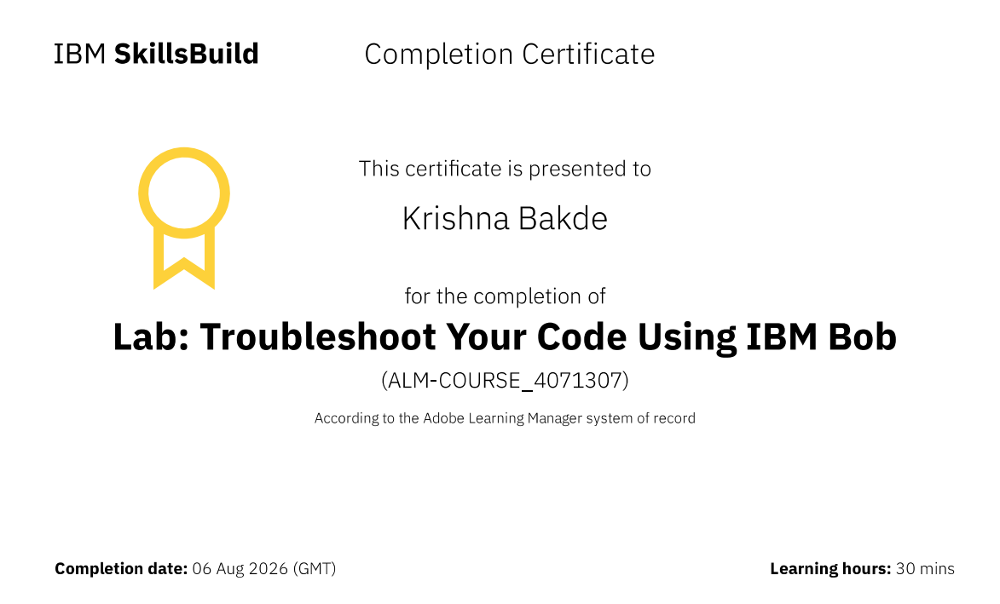 IBM SkillsBuild
Completion Certificate
This certificate is presented to
Krishna Bakde
for the completion of
Lab: Troubleshoot Your Code Using IBM Bob
(ALM-COURSE_4071307)
According to the Adobe Learning Manager system of record
Completion date: 06 Aug 2026 (GMT)
Learning hours: 30 mins